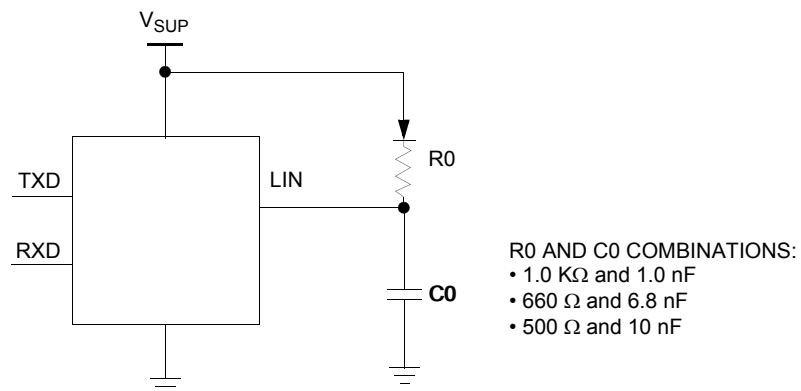 VSUP
R0
TXD
LIN
RXD
R0 AND C0 COMBINATIONS:
• 1.0 KΩ and 1.0 nF
C0
• 660 Ω and 6.8 nF
• 500 Ω and 10 nF